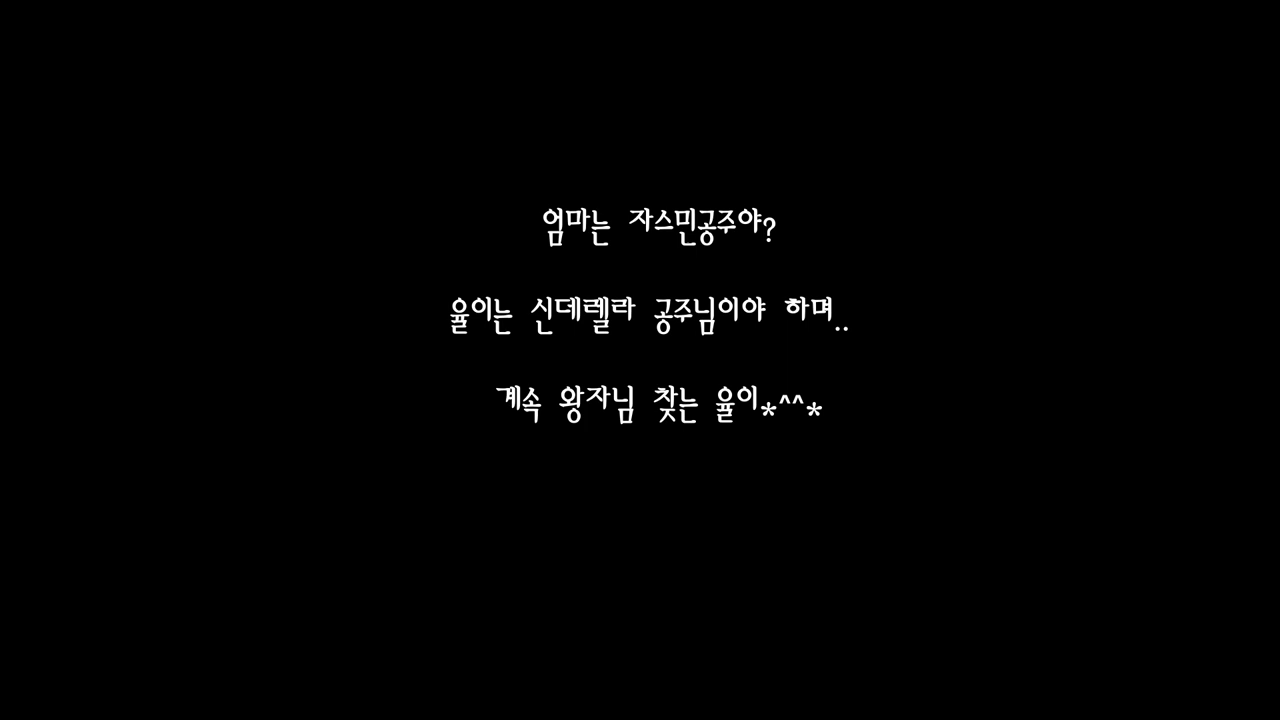 엄마는 자스민공주야?
율이는 신데렐라 공주님이야 하며..
계속 왕자님 찾는 율이*^^*